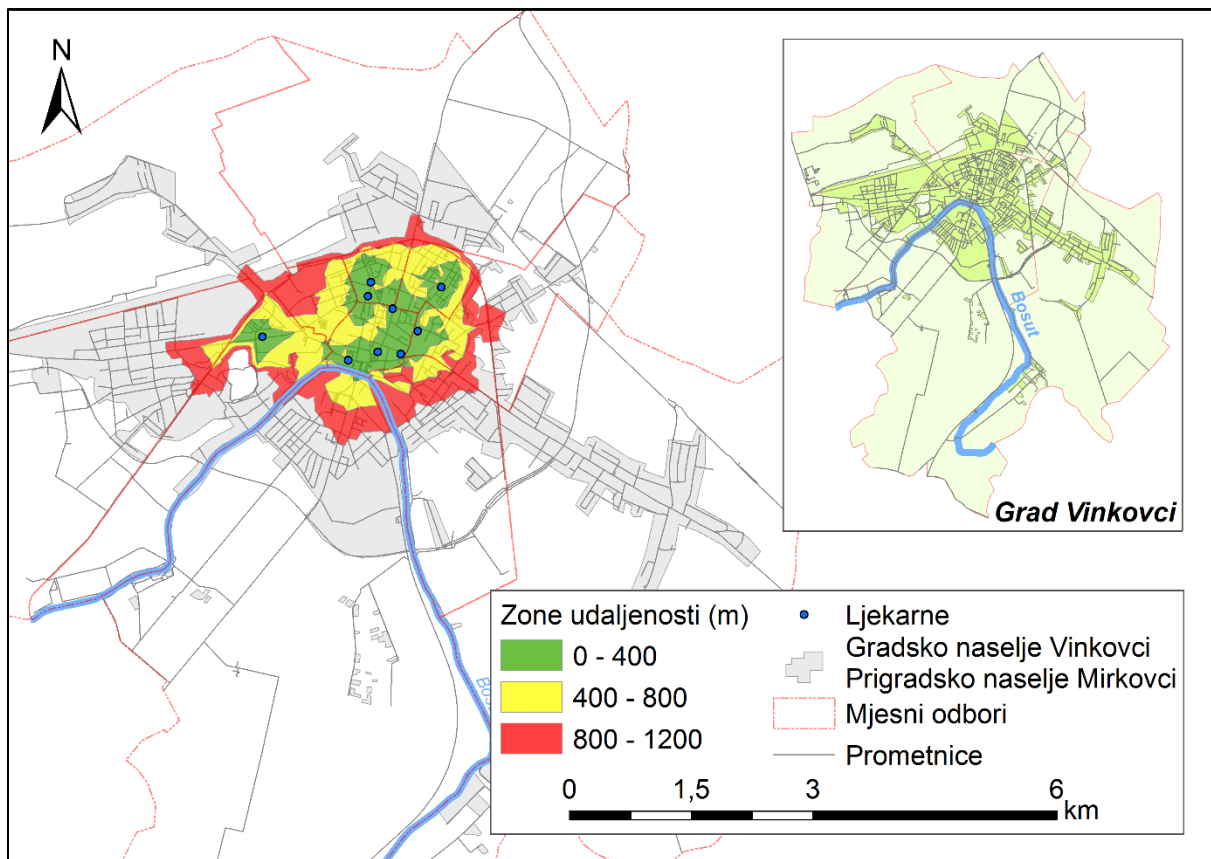 N
Bosut
Grad Vinkovci
Bosu
Zone udaljenosti (m)
0 - 400
400 - 800
800 - 1200
Ljekarne
Gradsko naselje Vinkovci
Prigradsko naselje Mirkovci
Mjesni odbori
Prometnice
0 1,5 3 6
km